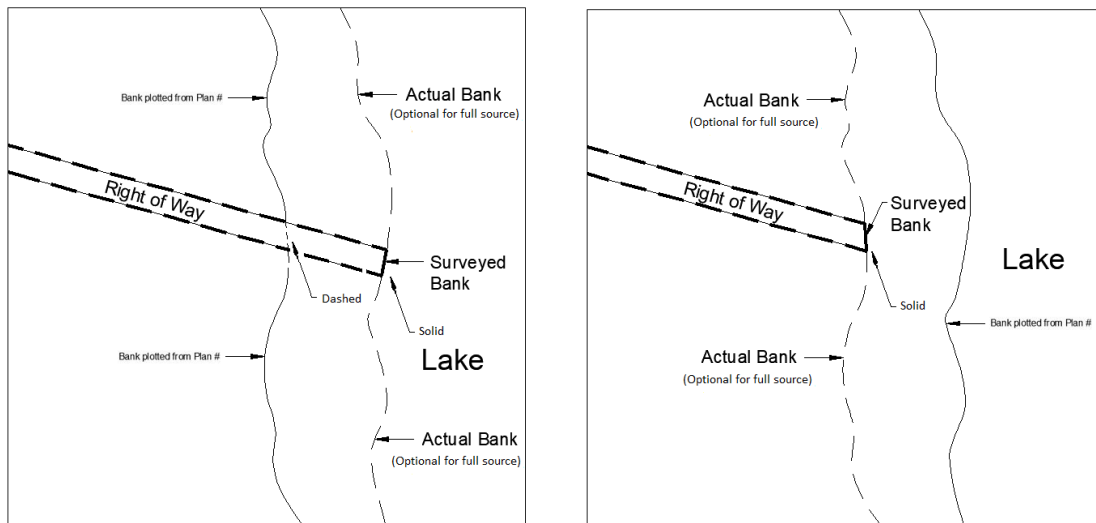 Bank plotted from Plan #
Actual Bank
(Optional for full source)
Right of Way
Surveyed
Bank
Dashed
Solid
Bank plotted from Plan #
Lake
Actual Bank
(Optional for full source)
Actual Bank
(Optional for full source)
Right of Way
Surveyed
Bank
Lake
Solid
Bank plotted from Plan #
Actual Bank
(Optional for full source)